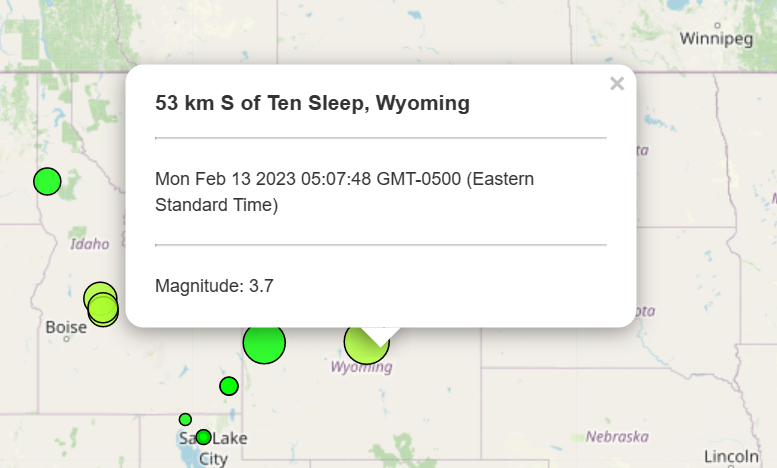 Winnipeg
×
53 km S of Ten Sleep, Wyoming
Mon Feb 13 2023 05:07:48 GMT-0500 (Eastern
Standard Time)
Magnitude: 3.7
ta
Idaho
ota
Boise
Wyoming
Salt Lake
City
Nebraska
Lincoln